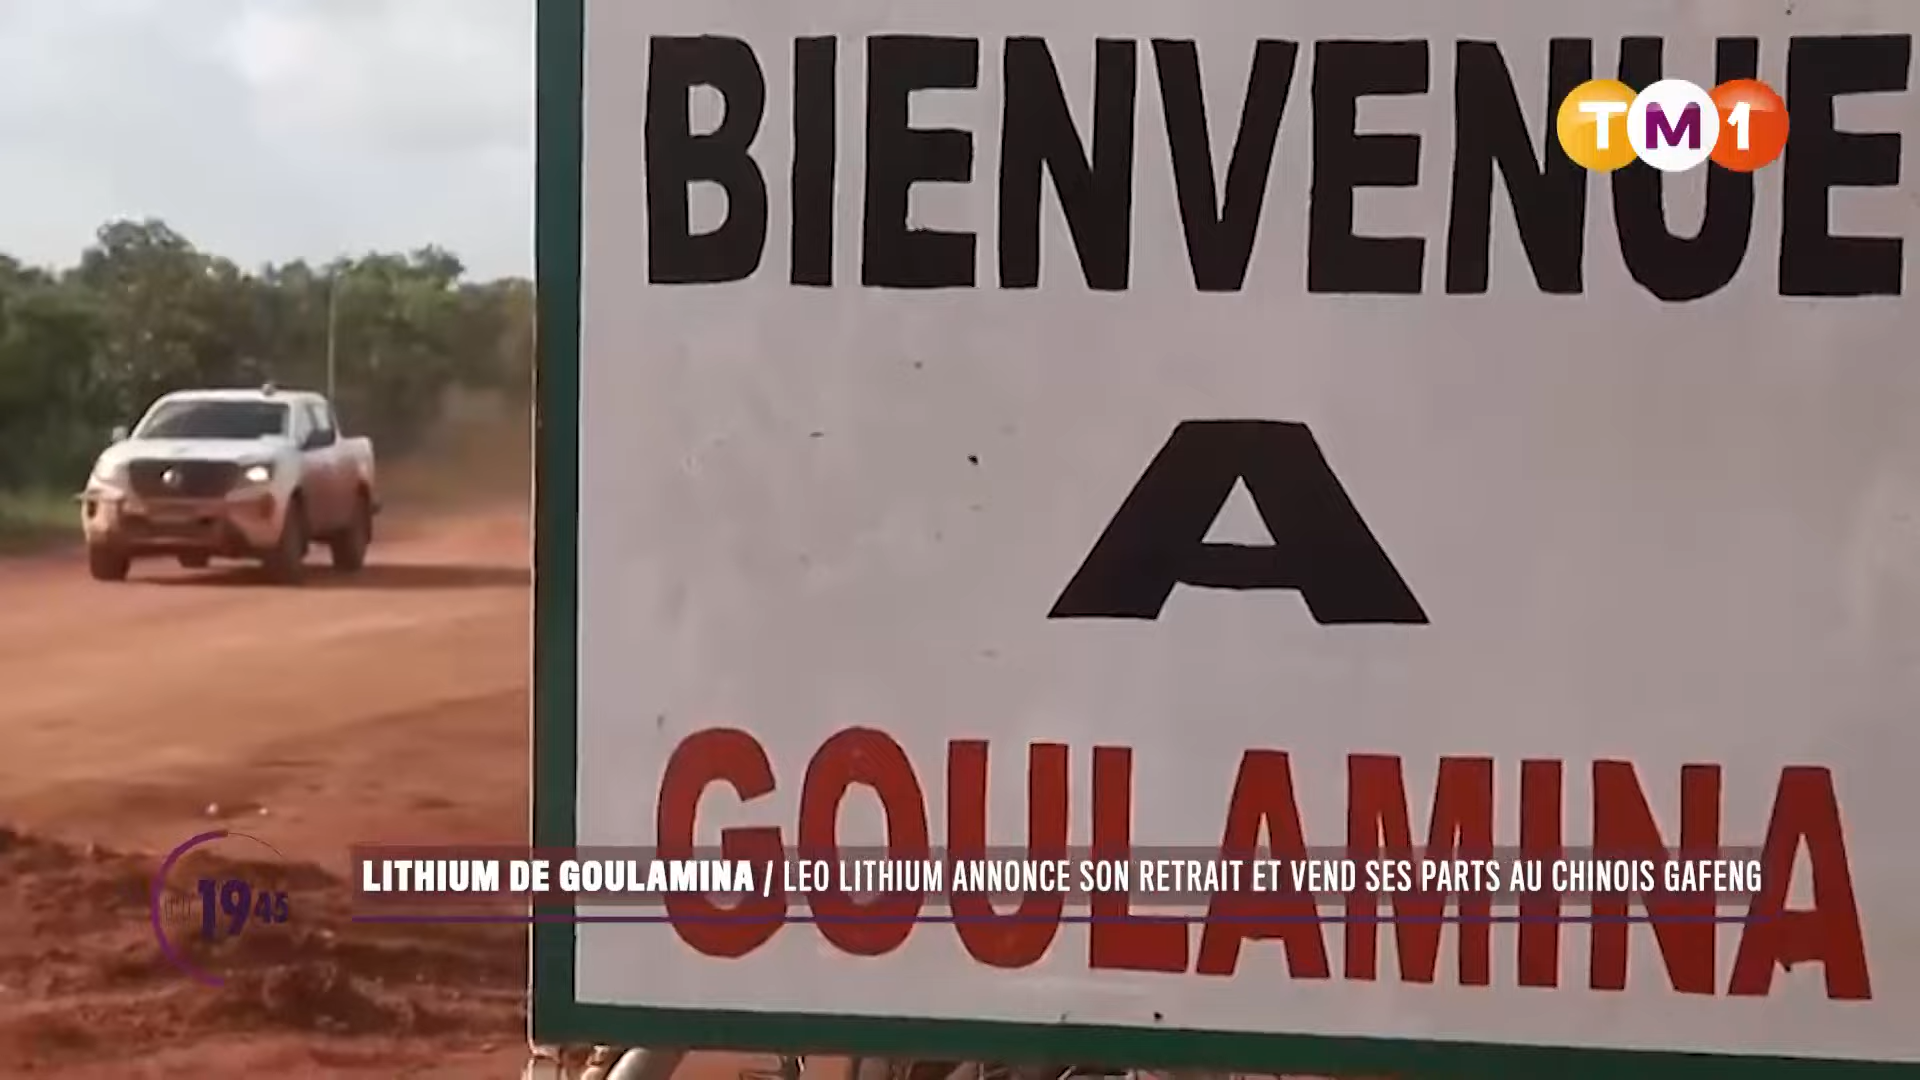 BIENVENUE
TM1
A
GOULAMINA
LITHIUM DE GOULAMINA / LEO LITHIUM ANNONCE SON RETRAIT ET VEND SES PARTS AU CHINOIS GAFENG
19 45